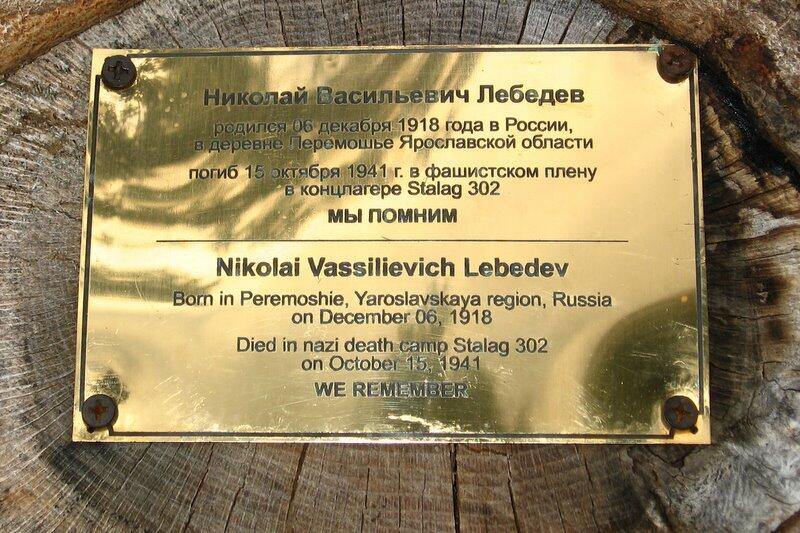 Николай Васильевич Лебедев
родился 06 декабря 1918 года в России,
в деревне Перемошье Ярославской области
погиб 15 октября 1941 г. в фашистском плену
в концлагере Stalag 302
МЫ ПОМНИМ
Nikolai Vassilievich Lebedev
Born in Peremoshie, Yaroslavskaya region, Russia
on December 06, 1918
Died in nazi death camp Stalag 302
on October 15, 1941
WE REMEMBER